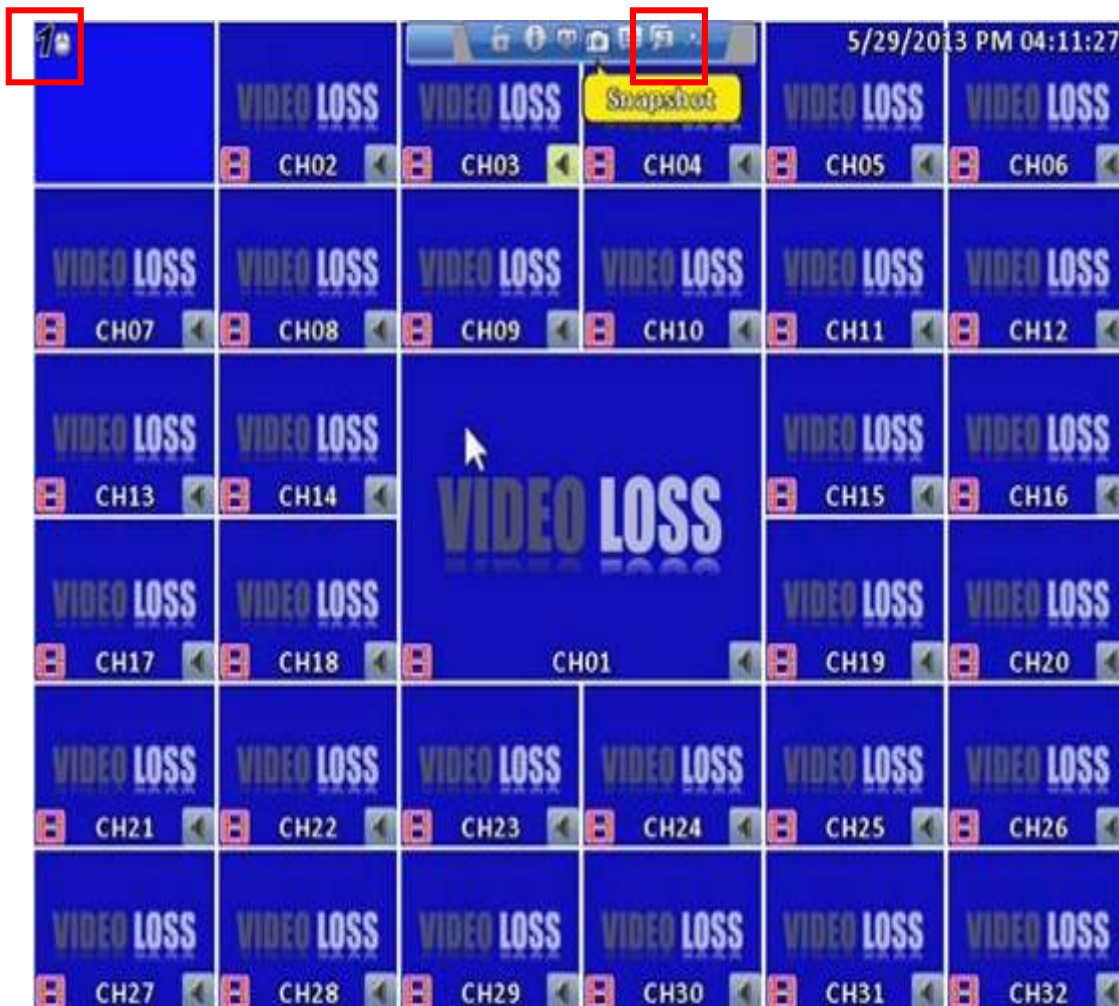 1
5/29/2013 PM 04:11:27
Snapshot
VIDEO LOSS VIDEO LOSS VIDEO LOSS VIDEO LOSS VIDEO LOSS
CH02 CH03 CH04 CH05 CH06
VIDEO LOSS VIDEO LOSS VIDEO LOSS VIDEO LOSS VIDEO LOSS VIDEO LOSS
CH07 CH08 CH09 CH10 CH11 CH12
VIDEO LOSS VIDEO LOSS VIDEO LOSS VIDEO LOSS
CH13 CH14 CH15 CH16
VIDEO LOSS
VIDEO LOSS VIDEO LOSS VIDEO LOSS VIDEO LOSS
CH17 CH18 CH01 CH19 CH20
VIDEO LOSS VIDEO LOSS VIDEO LOSS VIDEO LOSS VIDEO LOSS VIDEO LOSS
CH21 CH22 CH23 CH24 CH25 CH26
VIDEO LOSS VIDEO LOSS VIDEO LOSS VIDEO LOSS VIDEO LOSS VIDEO LOSS
CH27 CH28 CH29 CH30 CH31 CH32